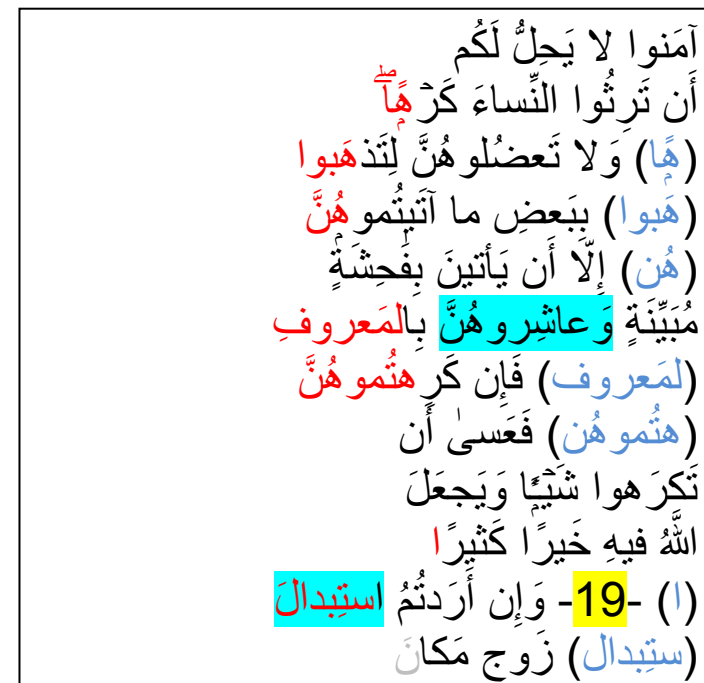 آمَنوا لا يَحِلُّ لَكُم
أَن تَرِثُوا النِّساءَ كَرْهًاۖ
(هًا) وَلا تَعضُلوهُنَّ لِتَذهَبوا
(هَبوا) بِبَعضِ ما آتَيتُموهُنَّ
(هُن) إِلّا أَن يَأتينَ بِفَٰحِشَةٍ
مُبَيِّنَةٍ وَعاشِروهُنَّ بِالمَعروفِ
(لمَعروف) فَإِن كَرِهتُموهُنَّ
(هتُموهُن) فَعَسىٰ أَن
تَكرَهوا شَيْـًٔا وَيَجعَلَ
اللَّهُ فيهِ خَيرًا كَثيرًا
(ا) -19- وَإِن أَرَدتُمُ استِبدالَ
(ستِبدال) زَوج مَكانَ